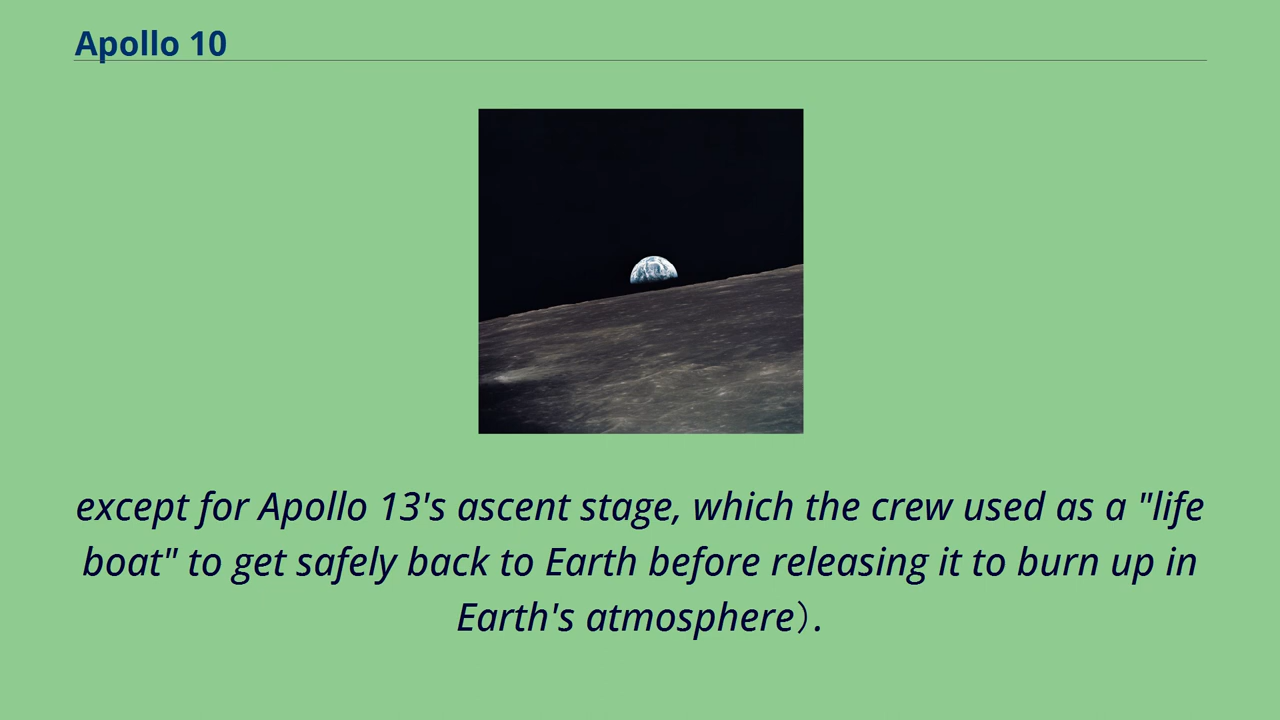 Apollo 10
except for Apollo 13's ascent stage, which the crew used as a "life
boat" to get safely back to Earth before releasing it to burn up in
Earth's atmosphere）.